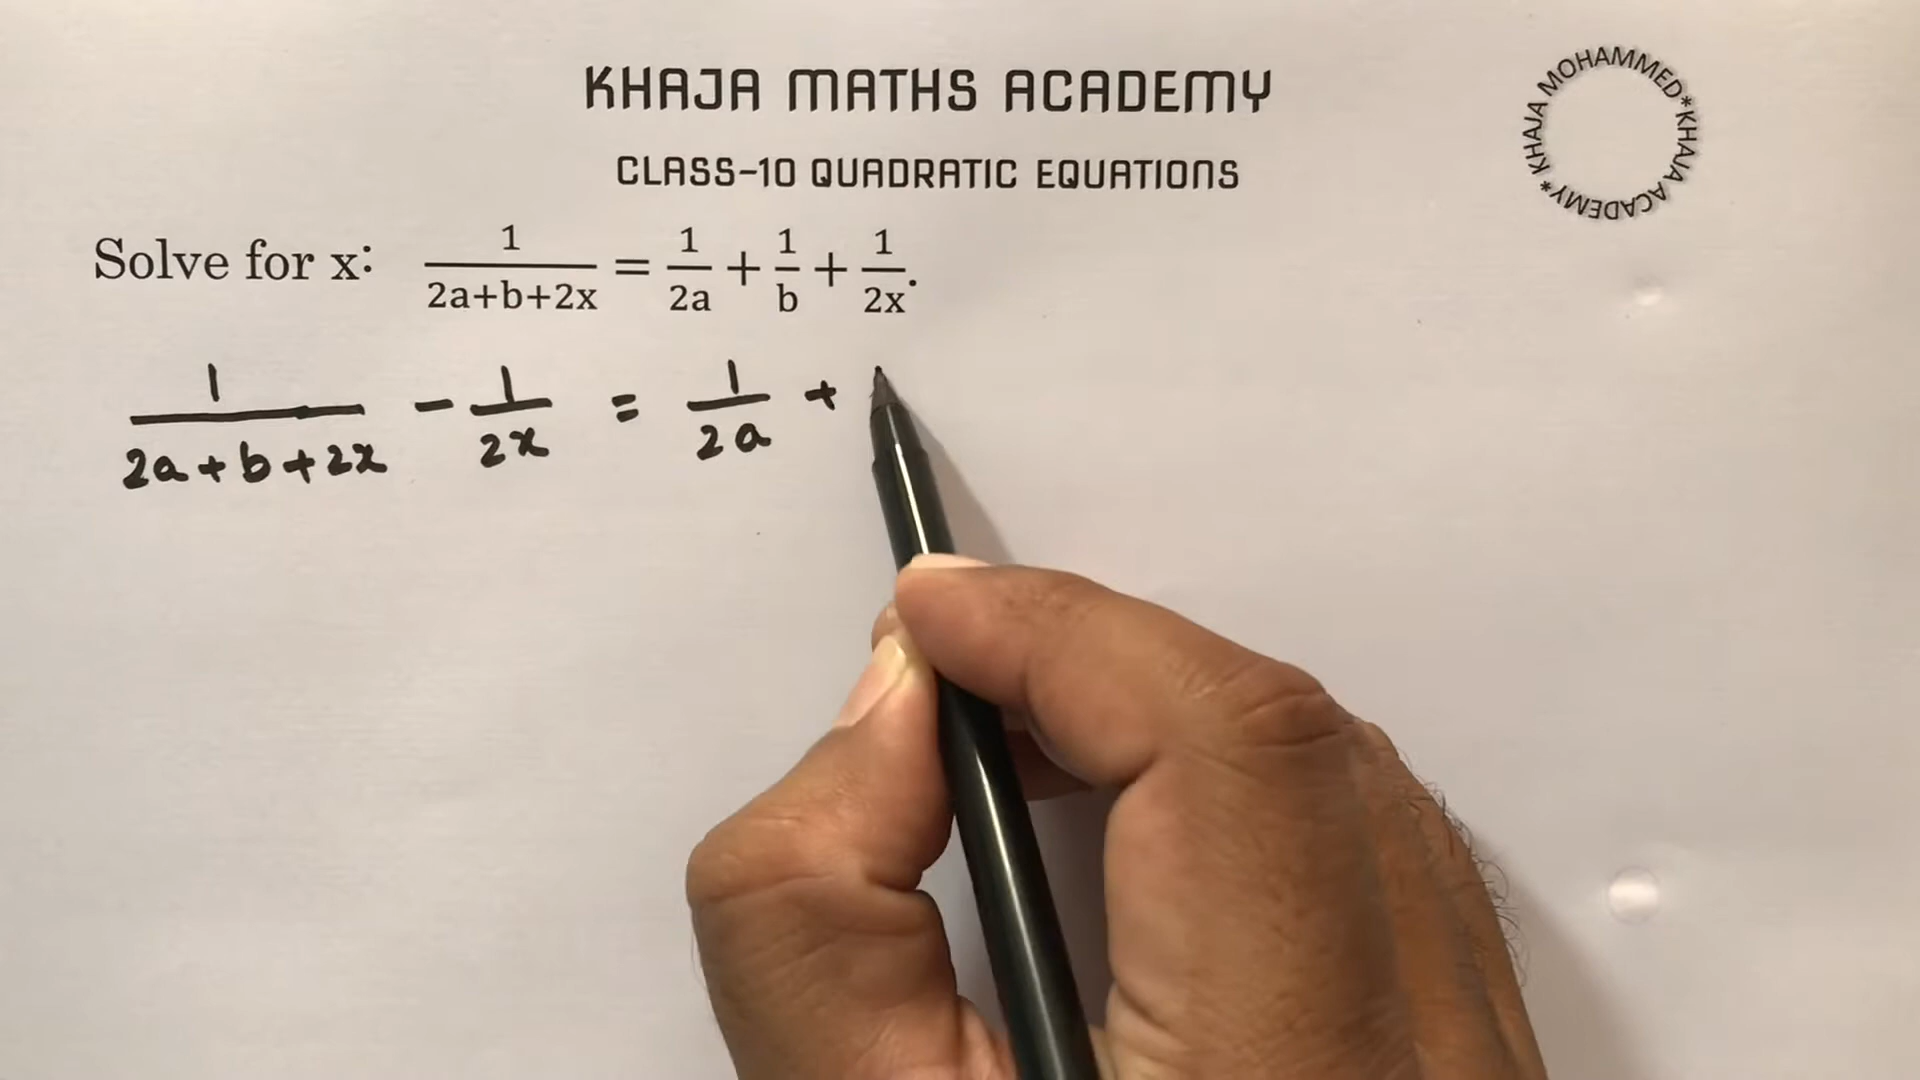 KHAJA MATHS ACADEMY
CLASS-10 QUADRATIC EQUATIONS
* KHAJA MOHAMMED * KHAJA ACADEMY
Solve for x: 1/(2a+b+2x) = 1/2a + 1/b + 1/2x.
1/(2a+b+2x) - 1/2x = 1/2a +